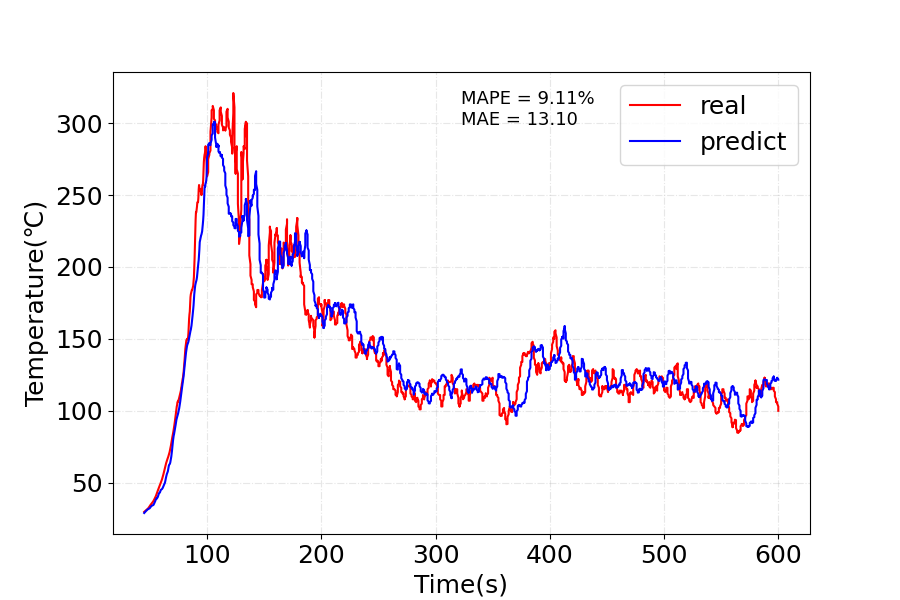 MAPE = 9.11%
MAE = 13.10
real
predict
300
250
200
150
100
50
Temperature(℃)
100 200 300 400 500 600
Time(s)